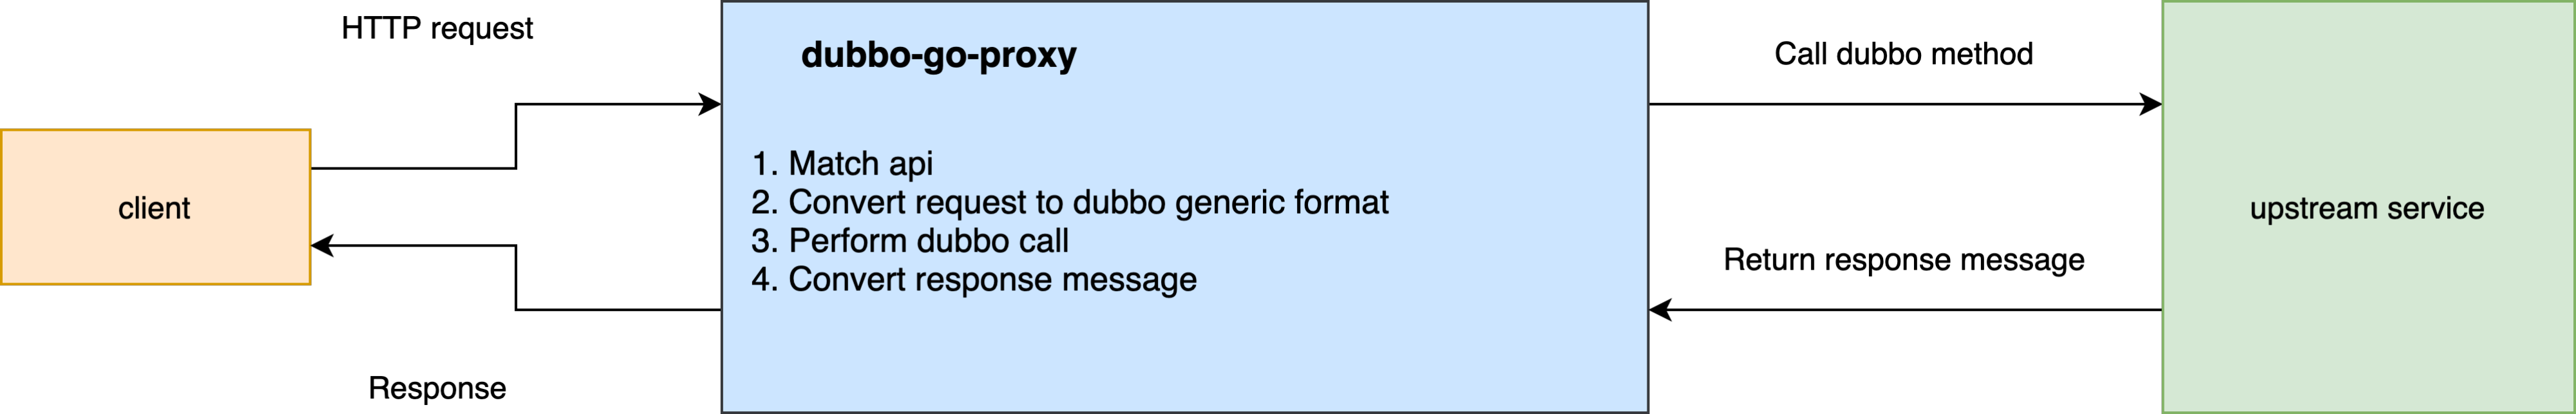 HTTP request
dubbo-go-proxy
Call dubbo method
1. Match api
2. Convert request to dubbo generic format
3. Perform dubbo call
4. Convert response message
client
upstream service
Return response message
Response